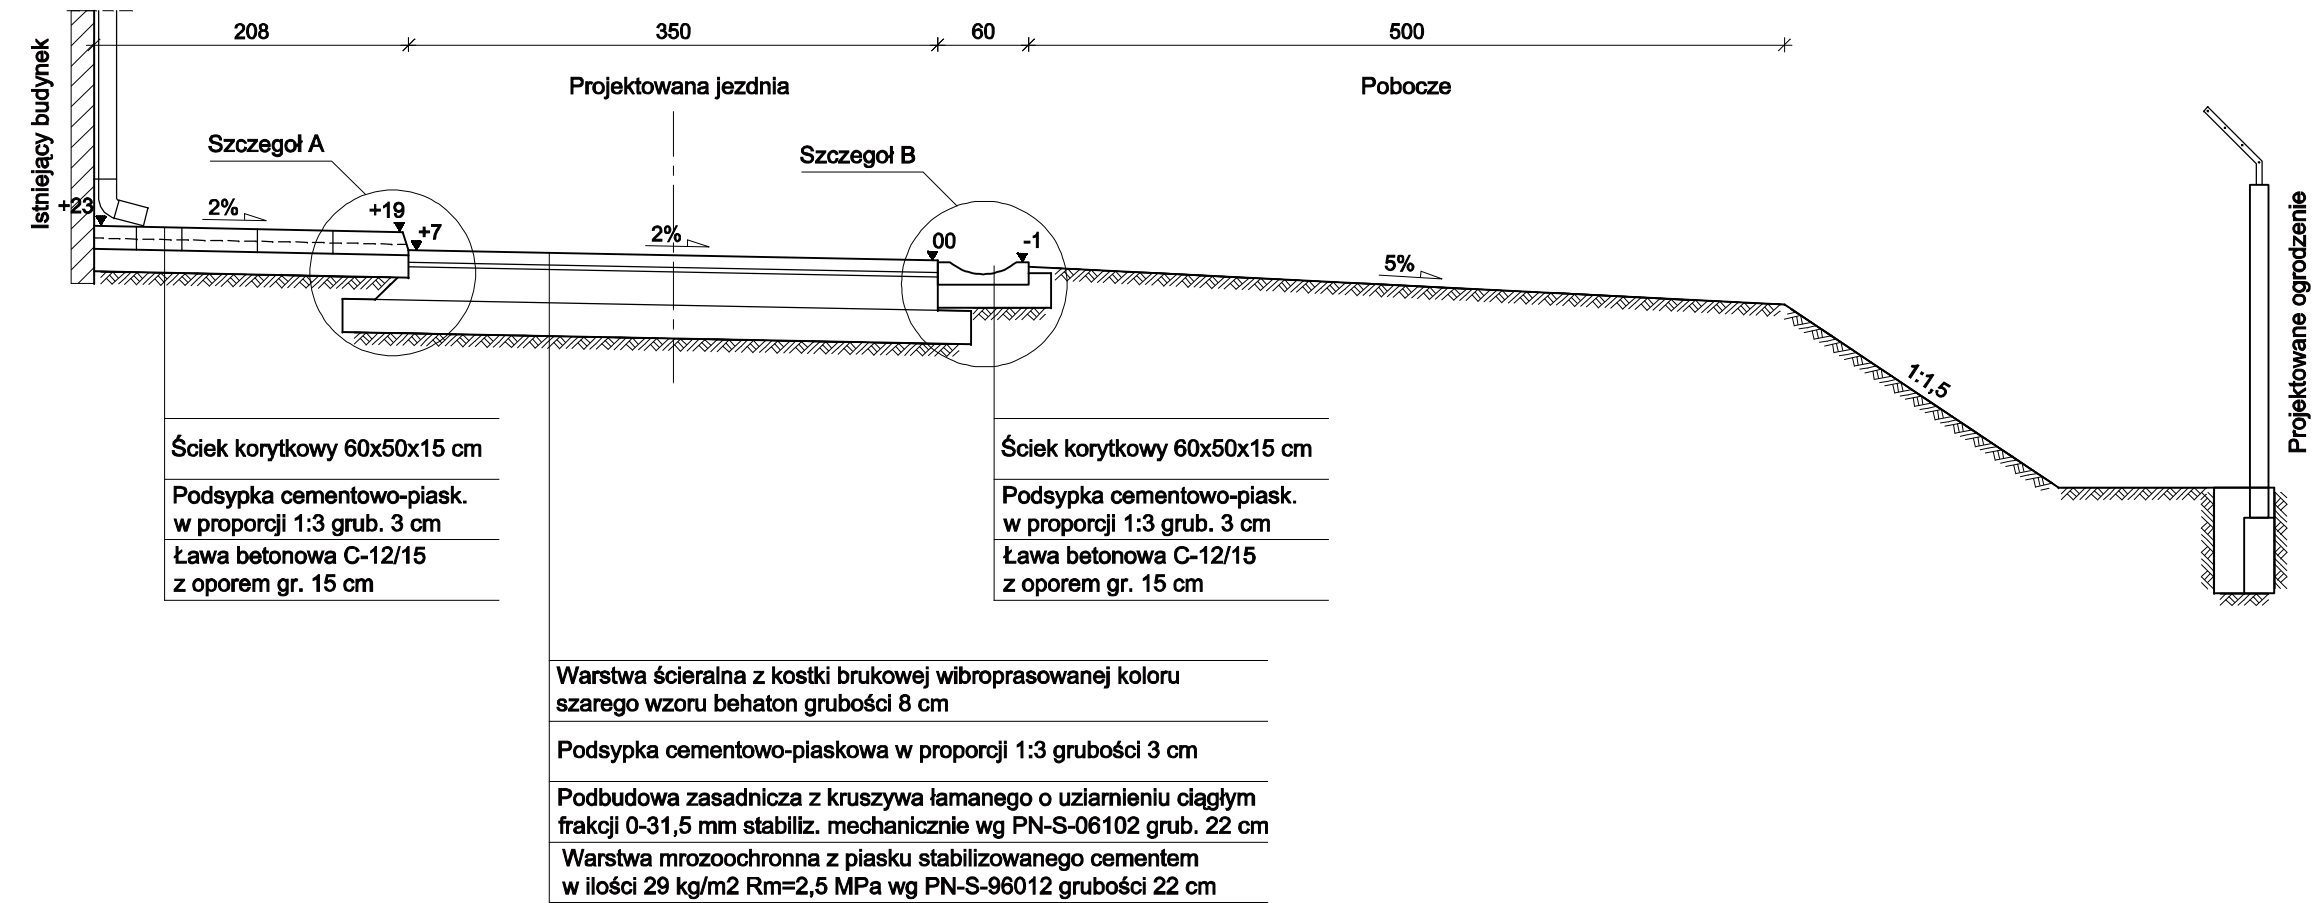 208
350
60
500
Istniejący budynek
Projektowana jezdnia
Pobocze
Szczegoł A
Szczegoł B
+23
2%
+19
+7
2%
00
-1
5%
1:1,5
Projektowane ogrodzenie
Ściek korytkowy 60x50x15 cm
Podsypka cementowo-piask.
w proporcji 1:3 grub. 3 cm
Ława betonowa C-12/15
z oporem gr. 15 cm
Ściek korytkowy 60x50x15 cm
Podsypka cementowo-piask.
w proporcji 1:3 grub. 3 cm
Ława betonowa C-12/15
z oporem gr. 15 cm
Warstwa ścieralna z kostki brukowej wibroprasowanej koloru
szarego wzoru behaton grubości 8 cm
Podsypka cementowo-piaskowa w proporcji 1:3 grubości 3 cm
Podbudowa zasadnicza z kruszywa łamanego o uziarnieniu ciągłym
frakcji 0-31,5 mm stabiliz. mechanicznie wg PN-S-06102 grub. 22 cm
Warstwa mrozoochronna z piasku stabilizowanego cementem
w ilości 29 kg/m2 Rm=2,5 MPa wg PN-S-96012 grubości 22 cm